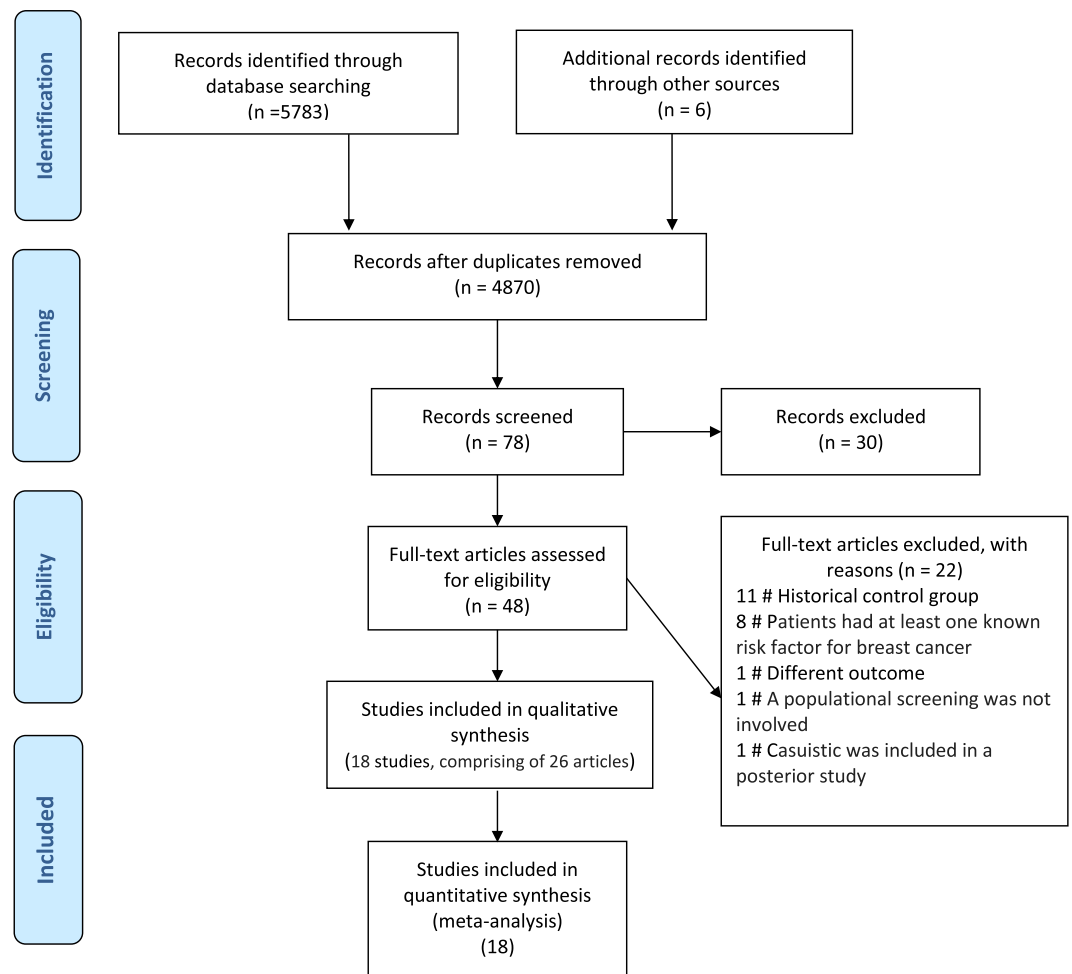 Identification
Records identified through
database searching
(n =5783)
Additional records identified
through other sources
(n = 6)
Screening
Records after duplicates removed
(n = 4870)
Records screened
(n = 78)
Records excluded
(n = 30)
Eligibility
Full-text articles assessed
for eligibility
(n = 48)
Full-text articles excluded, with
reasons (n = 22)
11 # Historical control group
8 # Patients had at least one known
risk factor for breast cancer
1 # Different outcome
1 # A populational screening was not
involved
1 # Casuistic was included in a
posterior study
Studies included in qualitative
synthesis
(18 studies, comprising of 26 articles)
Included
Studies included in
quantitative synthesis
(meta-analysis)
(18)